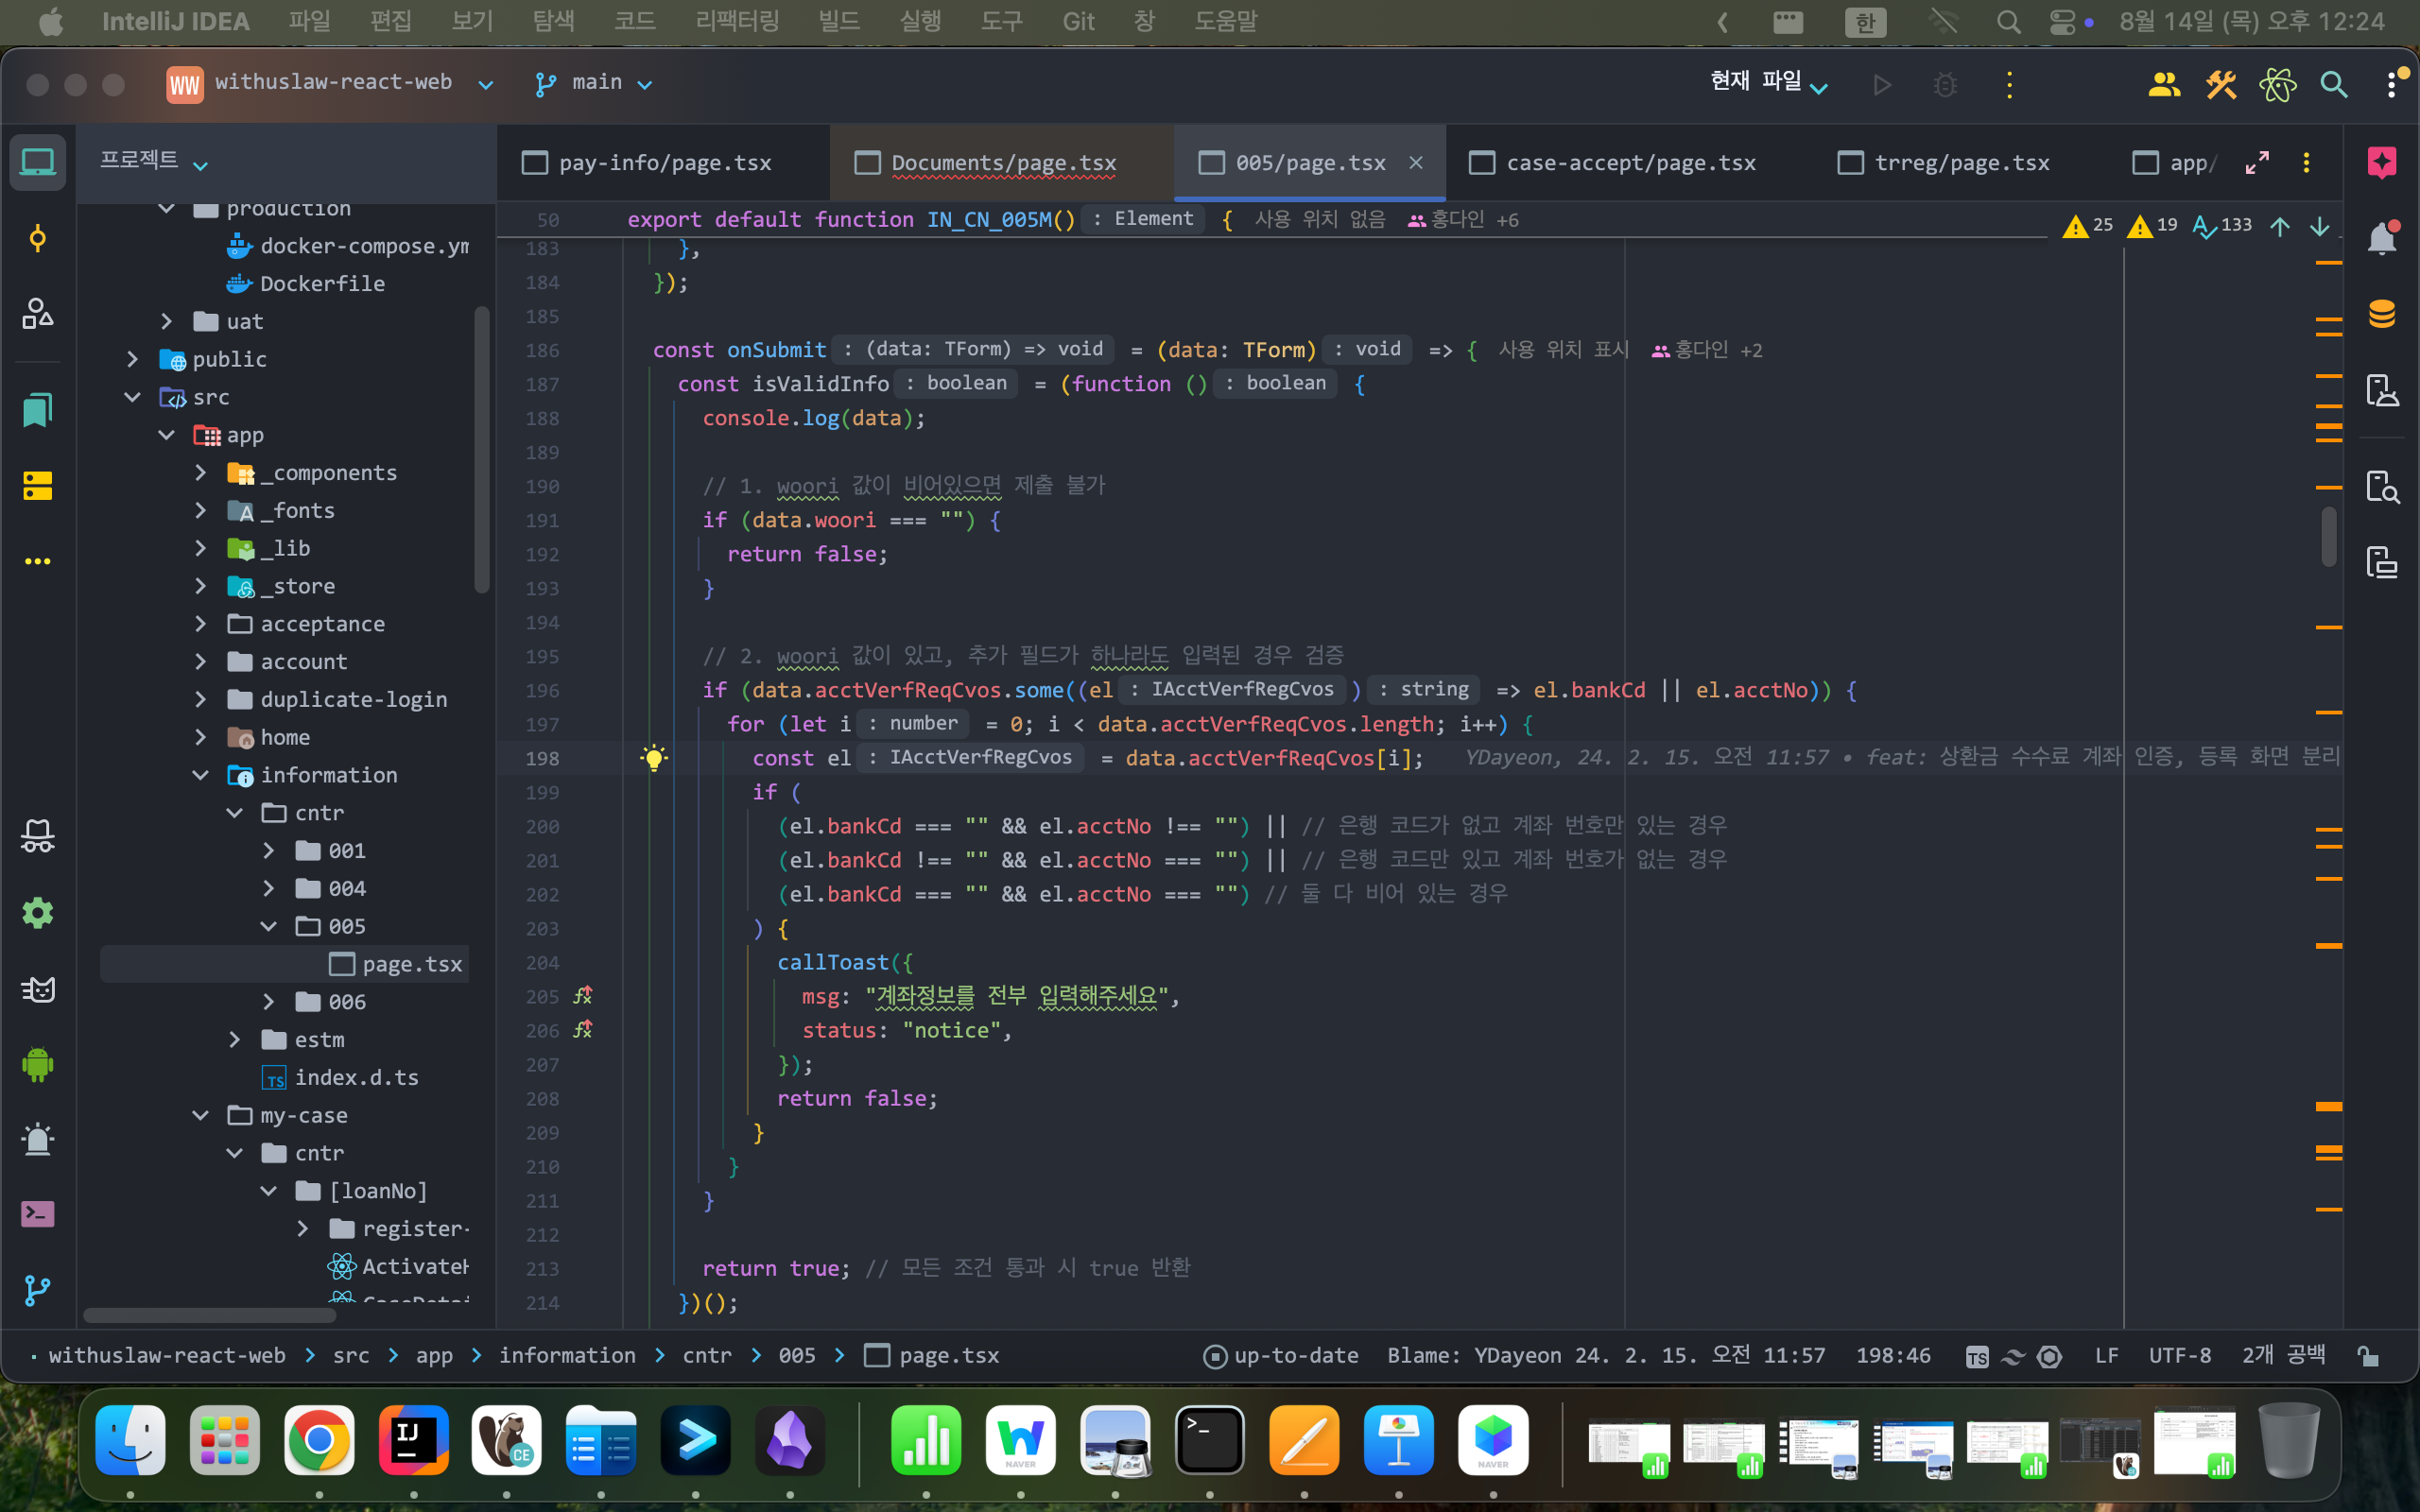 IntelliJ IDEA 파일 편집 보기 탐색 코드 리팩터링 빌드 실행 도구 Git 창 도움말 한 8월 14일 (목) 오후 12:24
WW withuslaw-react-web main 현재 파일
프로젝트
pay-info/page.tsx Documents/page.tsx 005/page.tsx case-accept/page.tsx trreg/page.tsx app/
production
docker-compose.ym
Dockerfile
uat
public
src
app
_components
_fonts
_lib
_store
acceptance
account
duplicate-login
home
information
cntr
001
004
005
page.tsx
006
estm
index.d.ts
my-case
cntr
[loanNo]
register-
ActivateH
50 export default function IN_CN_005M() : Element { 사용 위치 없음 홍다인 +6
25 19 133
183 },
184 });
185
186 const onSubmit : (data: TForm) => void = (data: TForm) : void => { 사용 위치 표시 홍다인 +2
187 const isValidInfo : boolean = (function () : boolean {
188 console.log(data);
189
190 // 1. woori 값이 비어있으면 제출 불가
191 if (data.woori === "") {
192 return false;
193 }
194
195 // 2. woori 값이 있고, 추가 필드가 하나라도 입력된 경우 검증
196 if (data.acctVerfReqCvos.some((el : IAcctVerfRegCvos ) : string => el.bankCd || el.acctNo)) {
197 for (let i : number = 0; i < data.acctVerfReqCvos.length; i++) {
198 const el : IAcctVerfRegCvos = data.acctVerfReqCvos[i]; YDayeon, 24. 2. 15. 오전 11:57 • feat: 상환금 수수료 계좌 인증, 등록 화면 분리
199 if (
200 (el.bankCd === "" && el.acctNo !== "") || // 은행 코드가 없고 계좌 번호만 있는 경우
201 (el.bankCd !== "" && el.acctNo === "") || // 은행 코드만 있고 계좌 번호가 없는 경우
202 (el.bankCd === "" && el.acctNo === "") // 둘 다 비어 있는 경우
203 ) {
204 callToast({
205 msg: "계좌정보를 전부 입력해주세요",
206 status: "notice",
207 });
208 return false;
209 }
210 }
211 }
212
213 return true; // 모든 조건 통과 시 true 반환
214 })();
withuslaw-react-web > src > app > information > cntr > 005 > page.tsx up-to-date Blame: YDayeon 24. 2. 15. 오전 11:57 198:46 TS LF UTF-8 2개 공백
IJ
CE
NAVER
NAVER